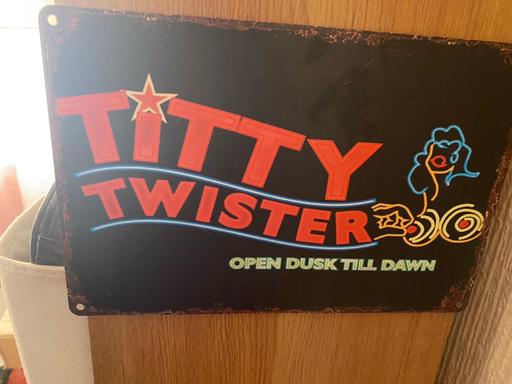 TITTY
TWISTER
OPEN DUSK TILL DAWN